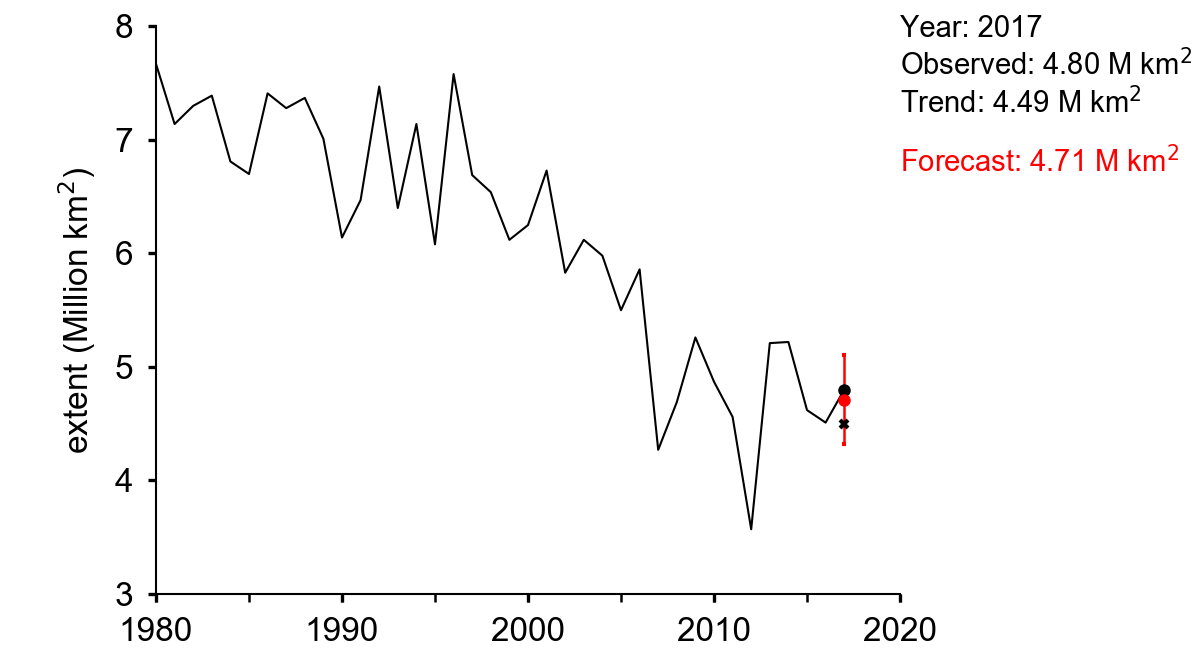 Year: 2017
Observed: 4.80 M km²
Trend: 4.49 M km²
Forecast: 4.71 M km²
extent (Million km²)
8
7
6
5
4
3
1980 1990 2000 2010 2020